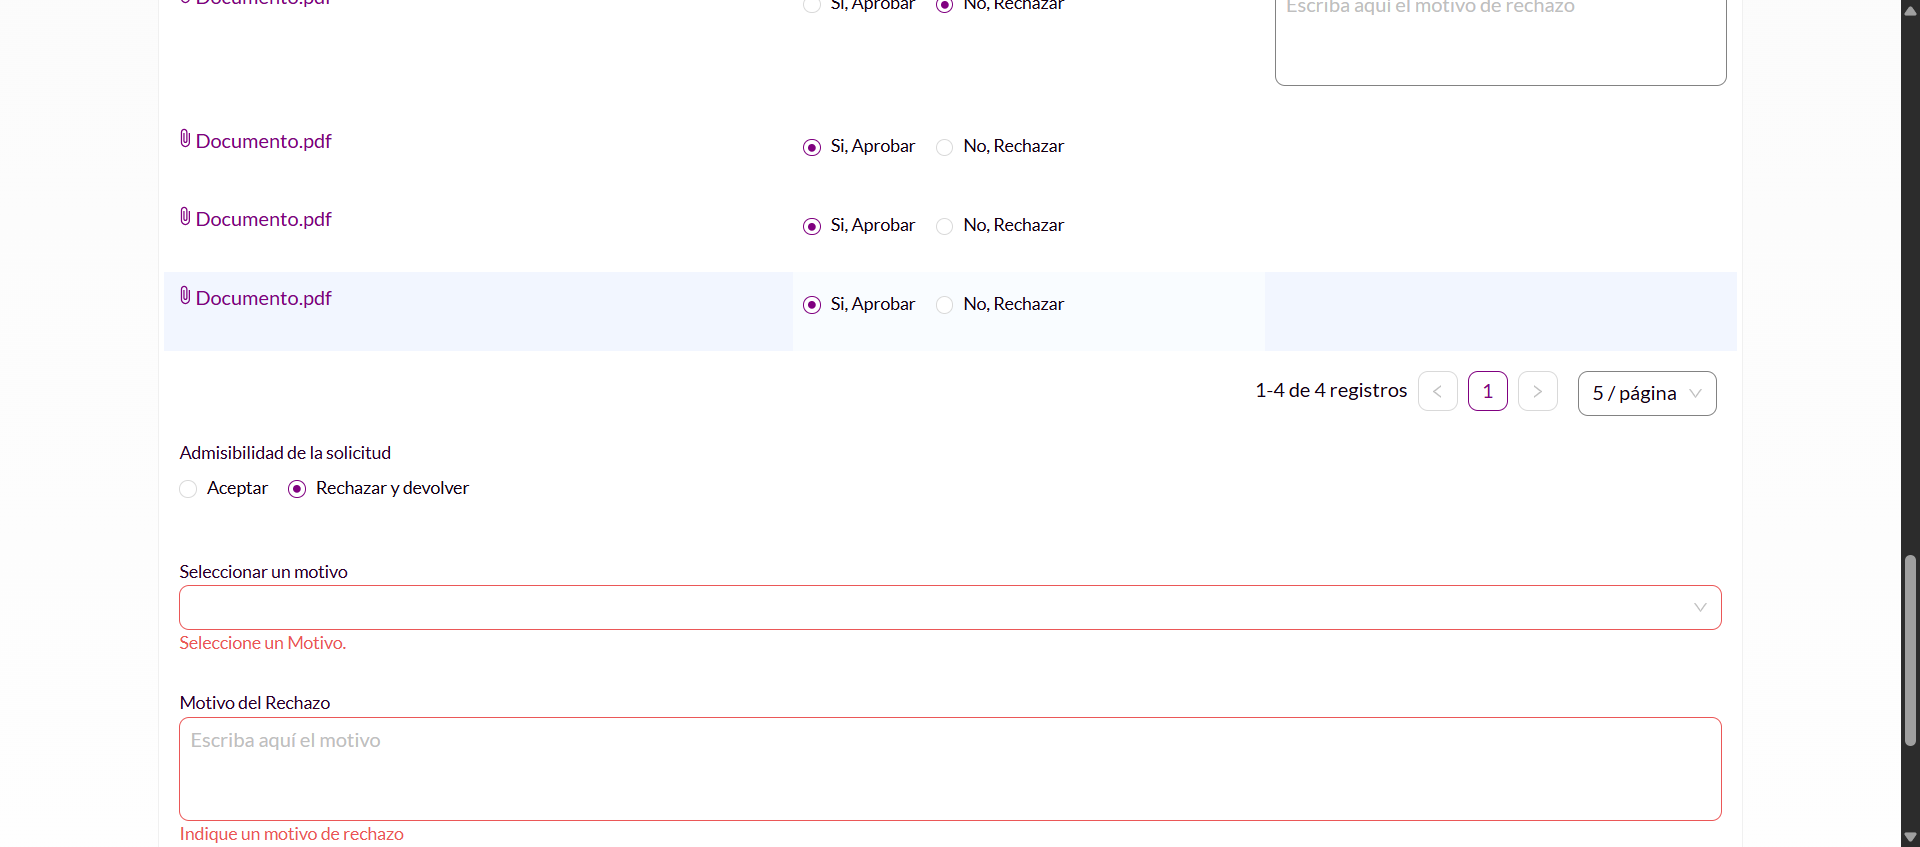 Documento.pdf
Si, Aprobar No, Rechazar
Escriba aquí el motivo de rechazo
Documento.pdf
Si, Aprobar No, Rechazar
Documento.pdf
Si, Aprobar No, Rechazar
Documento.pdf
Si, Aprobar No, Rechazar
1-4 de 4 registros < 1 > 5 / página
Admisibilidad de la solicitud
Aceptar Rechazar y devolver
Seleccionar un motivo
Seleccione un Motivo.
Motivo del Rechazo
Escriba aquí el motivo
Indique un motivo de rechazo